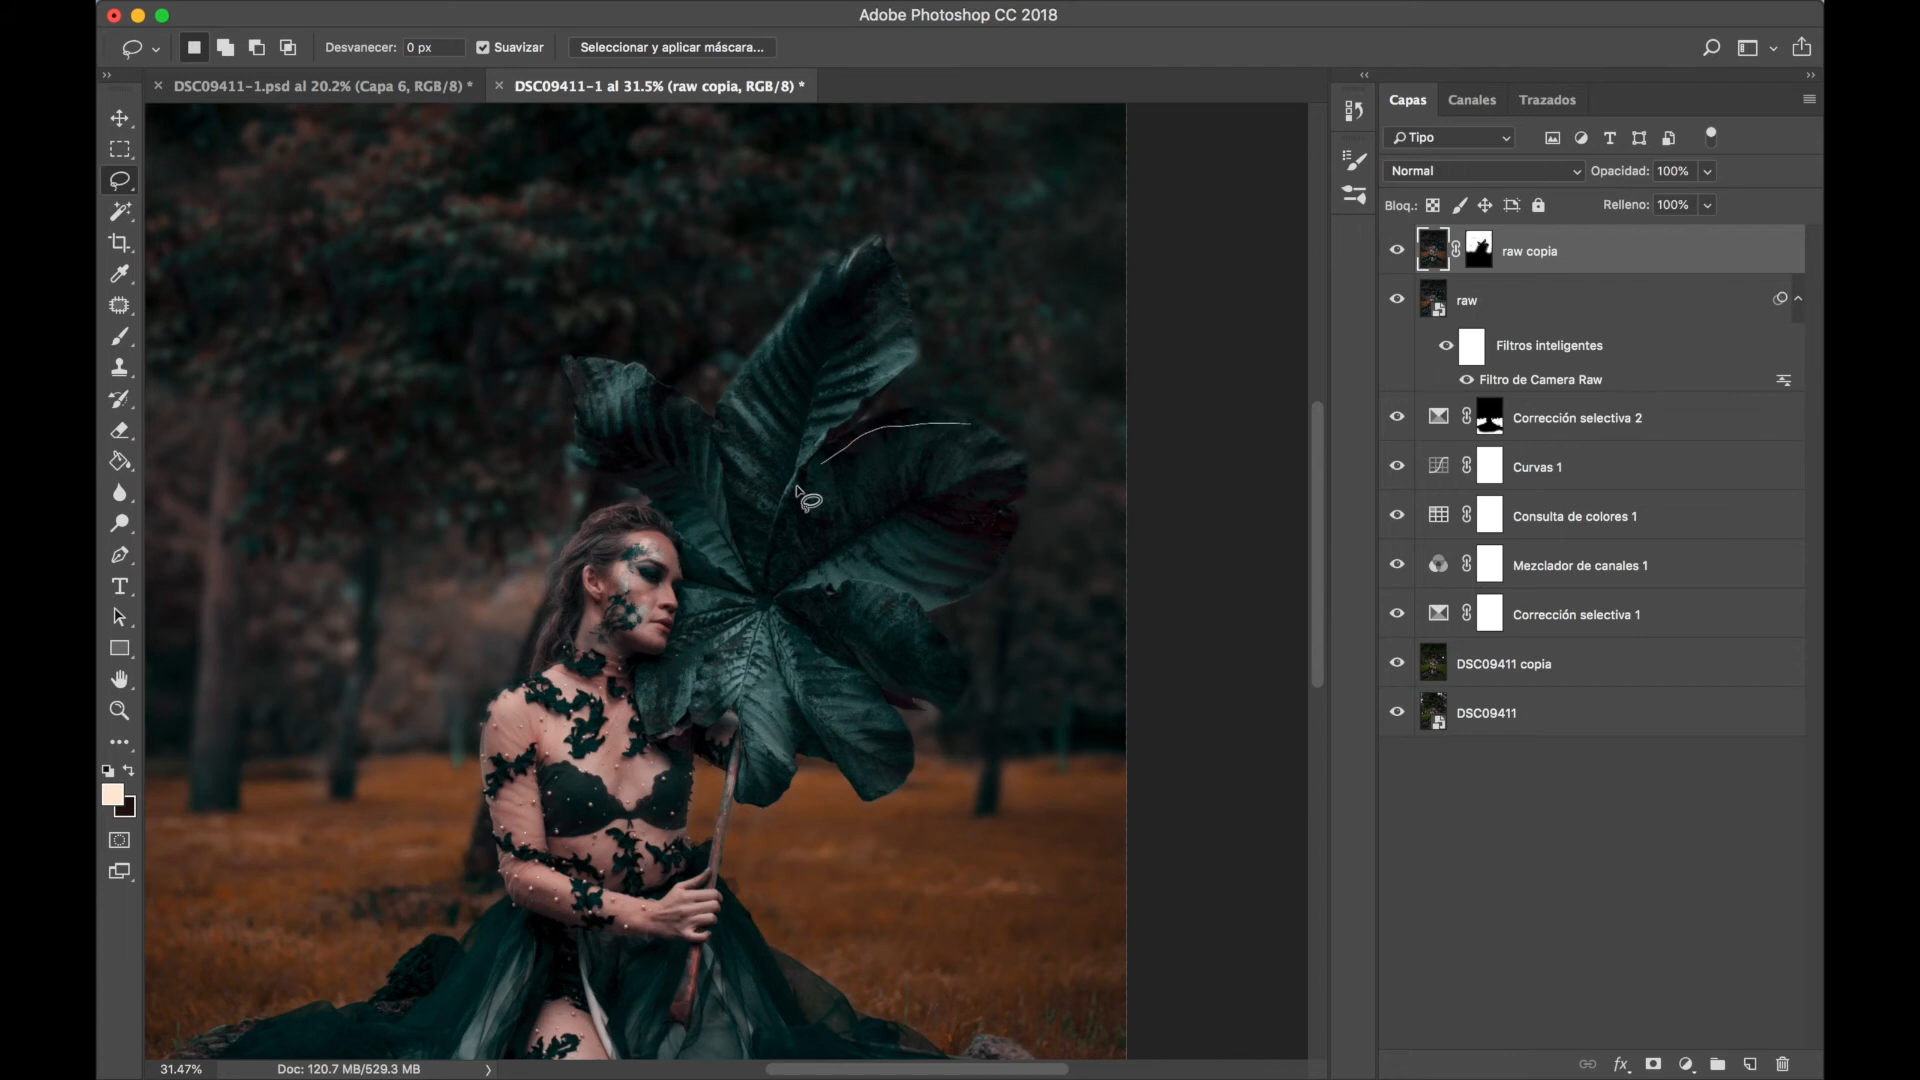 Adobe Photoshop CC 2018
Desvanecer: 0 px Suavizar Seleccionar y aplicar máscara...
DSC09411-1.psd al 20.2% (Capa 6, RGB/8) * DSC09411-1 al 31.5% (raw copia, RGB/8) *
Capas Canales Trazados
Tipo
Normal Opacidad: 100%
Bloq.: Relleno: 100%
raw copia
raw
Filtros inteligentes
Filtro de Camera Raw
Corrección selectiva 2
Curvas 1
Consulta de colores 1
Mezclador de canales 1
Corrección selectiva 1
DSC09411 copia
DSC09411
31.47% Doc: 120.7 MB/529.3 MB